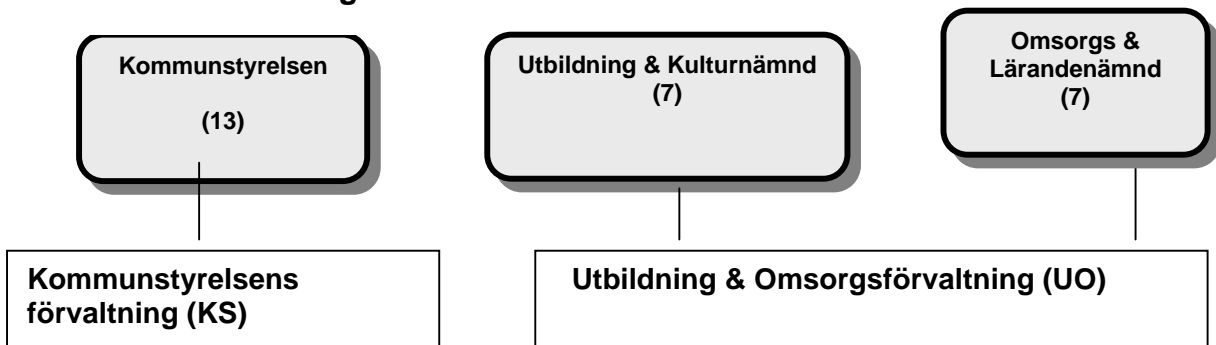 Kommunstyrelsen
(13)
Utbildning & Kulturnämnd
(7)
Omsorgs &
Lärandenämnd
(7)
Kommunstyrelsens
förvaltning (KS)
Utbildning & Omsorgsförvaltning (UO)